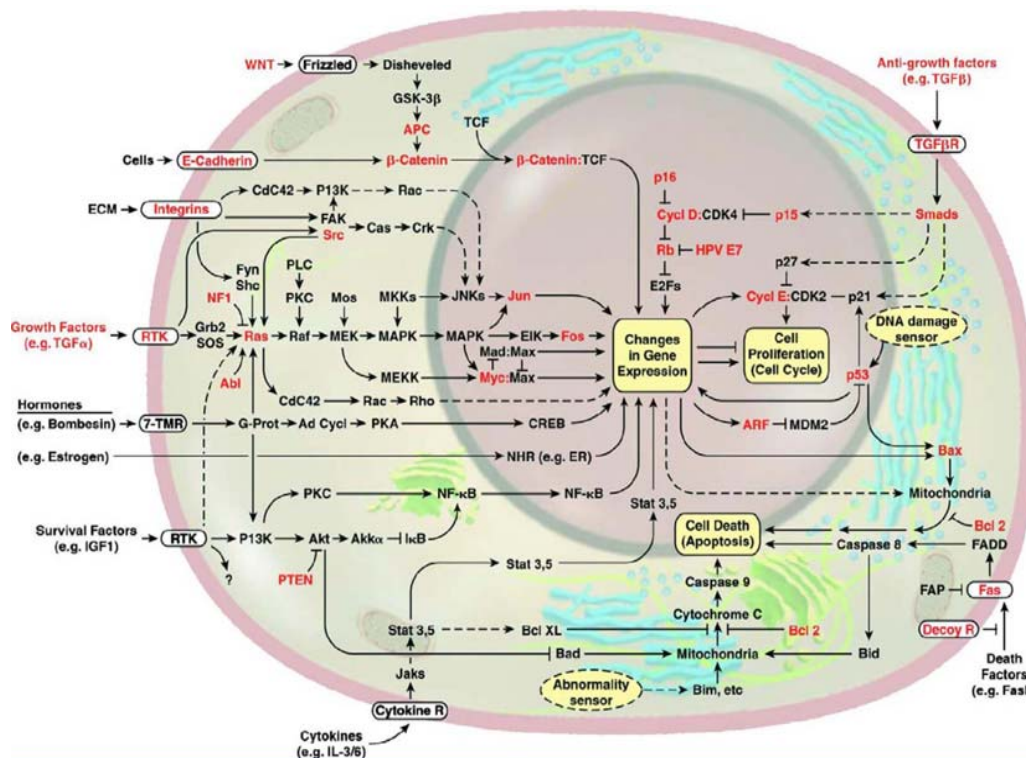 WNT
Frizzled
Disheveled
GSK-3β
APC
TCF
Cells
E-Cadherin
β-Catenin
β-Catenin:TCF
Anti-growth factors
(e.g. TGFβ)
TGFβR
Smads
p16
Cycl D:CDK4
p15
Rb
HPV E7
E2Fs
p27
Cycl E:CDK2
p21
DNA damage
sensor
Cell
Proliferation
(Cell Cycle)
p53
CdC42
P13K
Rac
ECM
Integrins
FAK
Src
Cas
Crk
Fyn
Shc
PLC
NF1
PKC
Mos
MKKs
JNKs
Jun
Growth Factors
(e.g. TGFα)
RTK
Grb2
SOS
Ras
Raf
MEK
MAPK
MAPK
ElK
Fos
Changes
in Gene
Expression
Mad:Max
Abl
MEKK
Myc:Max
CdC42
Rac
Rho
Hormones
(e.g. Bombesin)
7-TMR
G-Prot
Ad Cycl
PKA
CREB
ARF
MDM2
Bax
(e.g. Estrogen)
NHR (e.g. ER)
PKC
NF-κB
NF-κB
Stat 3,5
Mitochondria
Bcl 2
Survival Factors
(e.g. IGF1)
RTK
P13K
Akt
Akkα
IκB
Cell Death
(Apoptosis)
Caspase 8
FADD
?
PTEN
Stat 3,5
Caspase 9
FAP
Fas
Cytochrome C
Stat 3,5
Bcl XL
Bcl 2
Decoy R
Bad
Mitochondria
Bid
Jaks
Abnormality
sensor
Bim, etc
Death
Factors
(e.g. Fasl
Cytokine R
Cytokines
(e.g. IL-3/6)